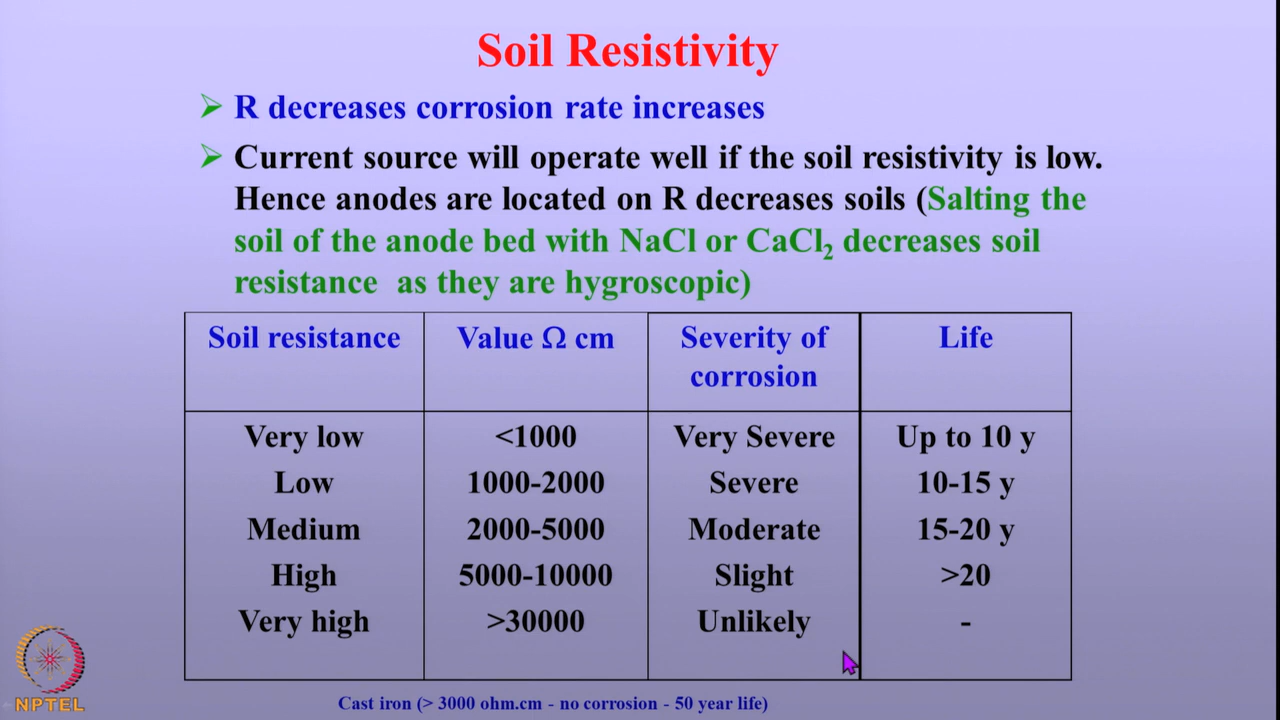 Soil Resistivity
➢ R decreases corrosion rate increases
➢ Current source will operate well if the soil resistivity is low.
Hence anodes are located on R decreases soils (Salting the
soil of the anode bed with NaCl or CaCl₂ decreases soil
resistance as they are hygroscopic)
Soil resistance Value Ω cm Severity of corrosion Life
Very low <1000 Very Severe Up to 10 y
Low 1000-2000 Severe 10-15 y
Medium 2000-5000 Moderate 15-20 y
High 5000-10000 Slight >20
Very high >30000 Unlikely -
Cast iron (> 3000 ohm.cm - no corrosion - 50 year life)
NPTEL